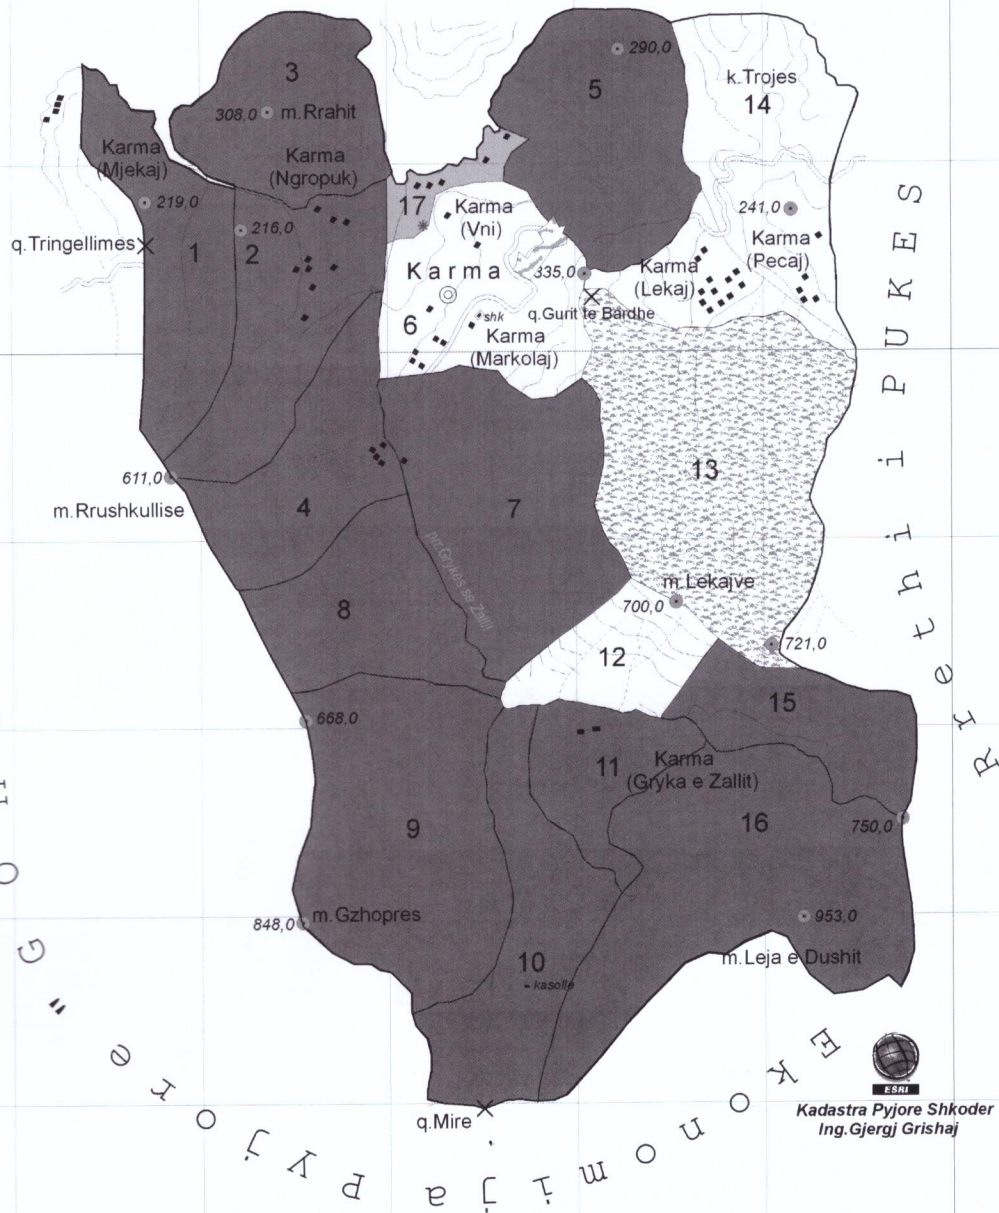 3
308,0
m.Rrahit
Karma
(Ngropuk)
5
290,0
k.Trojes
14
Karma
(Mjekaj)
219,0
q.Tringellimes
1
2
216,0
17
Karma
(Vni)
Karma
6
shk
Karma
(Markolaj)
335,0
q.Gurit te Bardhe
Karma
(Lekaj)
241,0
Karma
(Pecaj)
611,0
m.Rrushkullise
4
7
13
prr.Grykes se Zallit
8
m.Lekajve
700,0
721,0
12
15
668,0
11
Karma
(Gryka e Zallit)
9
16
750,0
848,0
m.Gzhopres
953,0
m.Leja e Dushit
10
kasolle
q.Mire
Rrethi i PUKES
Ekonomija Pyjore "G
ESRI
Kadastra Pyjore Shkoder
Ing.Gjergj Grishaj